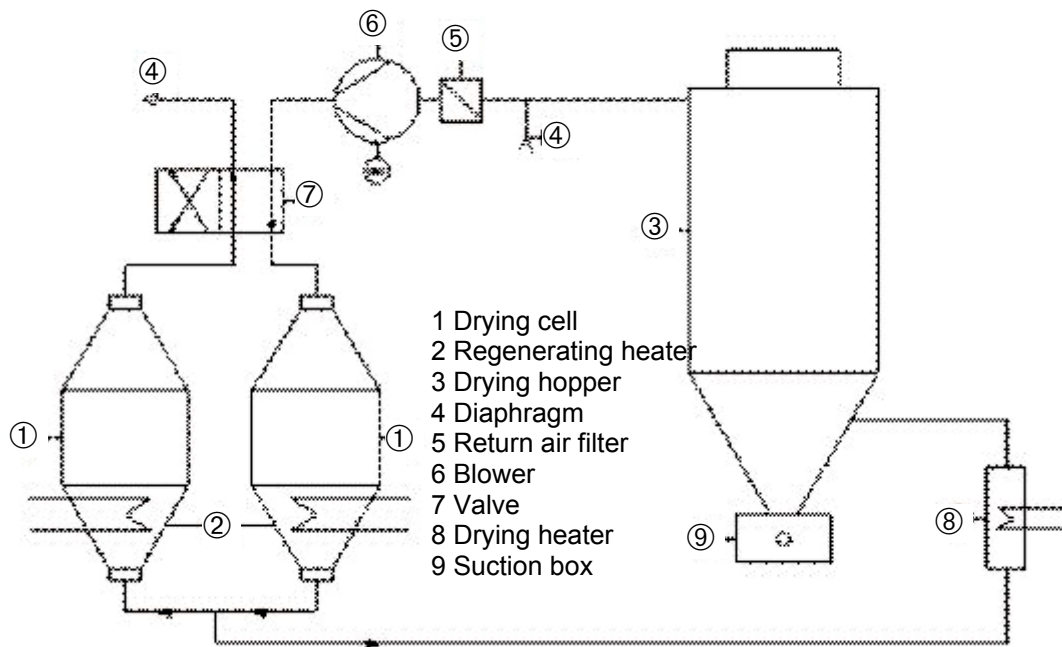 ⑥
⑤
④
④
⑦
③
1 Drying cell
2 Regenerating heater
3 Drying hopper
4 Diaphragm
5 Return air filter
6 Blower
7 Valve
8 Drying heater
9 Suction box
①
①
②
⑧
⑨